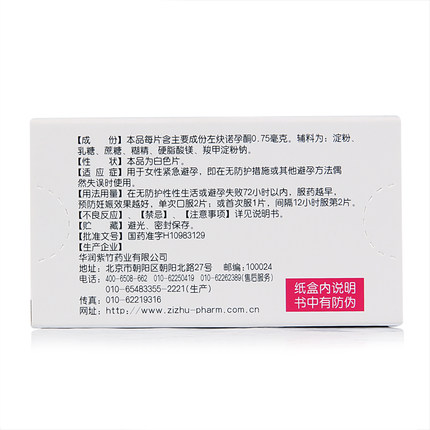 【成　份】本品每片含主要成份左炔诺孕酮0.75毫克。辅料为：淀粉、
乳糖、蔗糖、糊精、硬脂酸镁、羧甲淀粉钠。
【性　状】本品为白色片。
【适 应 症】用于女性紧急避孕，即在无防护措施或其他避孕方法偶
然失误时使用。
【用法用量】在无防护性性生活或避孕失败72小时以内，服药越早，
预防妊娠效果越好，单次口服2片；或首次服1片，间隔12小时服第2片。
【不良反应】、【禁忌】、【注意事项】详见说明书。
【贮　藏】避光、密封保存。
【批准文号】国药准字H10983129
【生产企业】
华润紫竹药业有限公司
地址：北京市朝阳区朝阳北路27号　邮编：100024
电话：400-6508-662 010-62250419 010-62262389(售后服务)
010-65483355-2221(生产)
传真：010-62219316
网址：http://www.zizhu-pharm.com.cn
纸盒内说明
书中有防伪